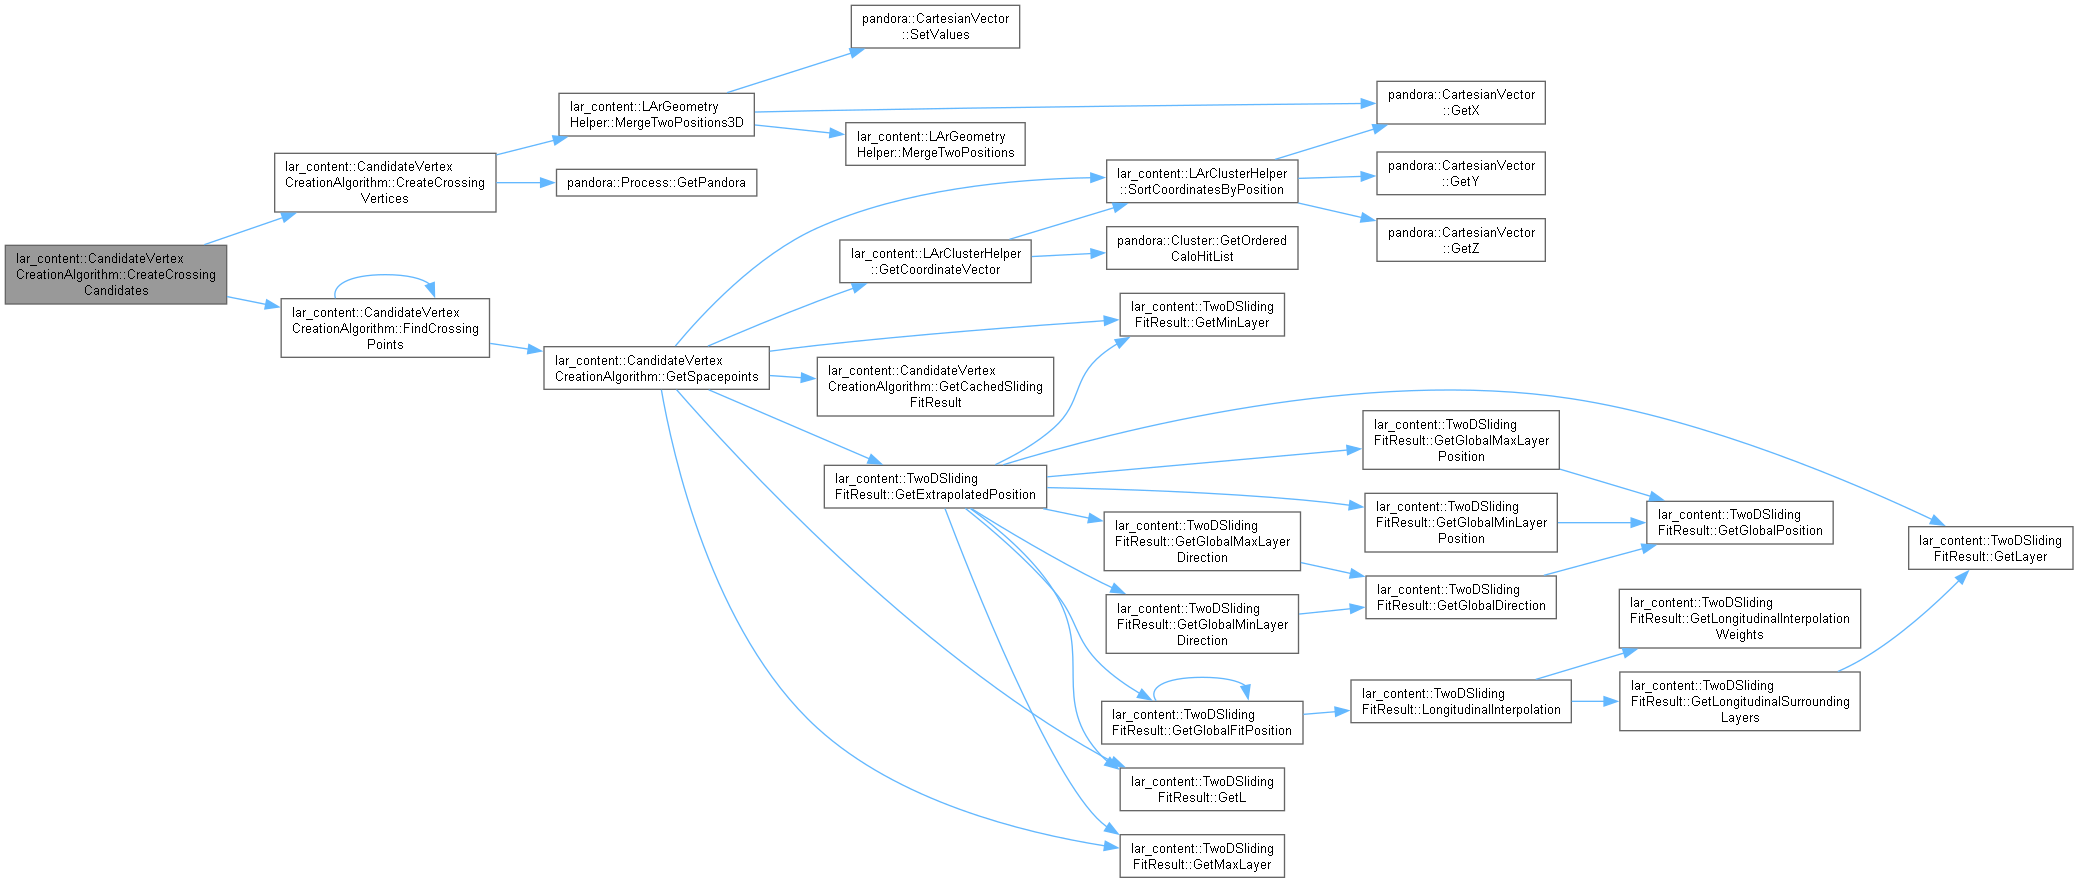 lar_content::CandidateVertex
CreationAlgorithm::CreateCrossing
Candidates
lar_content::CandidateVertex
CreationAlgorithm::CreateCrossing
Vertices
lar_content::LArGeometry
Helper::MergeTwoPositions3D
pandora::CartesianVector
::SetValues
pandora::CartesianVector
::GetX
lar_content::LArGeometry
Helper::MergeTwoPositions
pandora::Process::GetPandora
lar_content::CandidateVertex
CreationAlgorithm::FindCrossing
Points
lar_content::CandidateVertex
CreationAlgorithm::GetSpacepoints
lar_content::LArClusterHelper
::SortCoordinatesByPosition
pandora::CartesianVector
::GetY
pandora::CartesianVector
::GetZ
lar_content::LArClusterHelper
::GetCoordinateVector
pandora::Cluster::GetOrdered
CaloHitList
lar_content::TwoDSliding
FitResult::GetMinLayer
lar_content::CandidateVertex
CreationAlgorithm::GetCachedSliding
FitResult
lar_content::TwoDSliding
FitResult::GetExtrapolatedPosition
lar_content::TwoDSliding
FitResult::GetGlobalMaxLayer
Position
lar_content::TwoDSliding
FitResult::GetGlobalMinLayer
Position
lar_content::TwoDSliding
FitResult::GetGlobalPosition
lar_content::TwoDSliding
FitResult::GetLayer
lar_content::TwoDSliding
FitResult::GetGlobalMaxLayer
Direction
lar_content::TwoDSliding
FitResult::GetGlobalMinLayer
Direction
lar_content::TwoDSliding
FitResult::GetGlobalDirection
lar_content::TwoDSliding
FitResult::GetGlobalFitPosition
lar_content::TwoDSliding
FitResult::LongitudinalInterpolation
lar_content::TwoDSliding
FitResult::GetLongitudinalInterpolation
Weights
lar_content::TwoDSliding
FitResult::GetLongitudinalSurrounding
Layers
lar_content::TwoDSliding
FitResult::GetL
lar_content::TwoDSliding
FitResult::GetMaxLayer